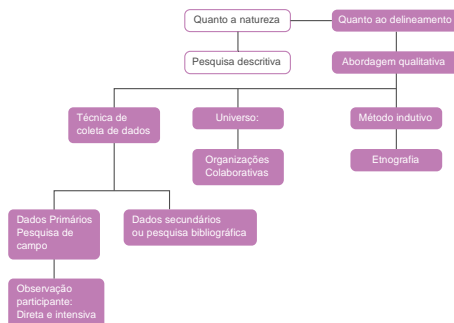 Quanto a natureza
Quanto ao delineamento
Pesquisa descritiva
Abordagem qualitativa
Técnica de
coleta de dados
Universo:
Método indutivo
Organizações
Colaborativas
Etnografia
Dados Primários
Pesquisa de
campo
Dados secundários
ou pesquisa bibliográfica
Observação
participante:
Direta e intensiva